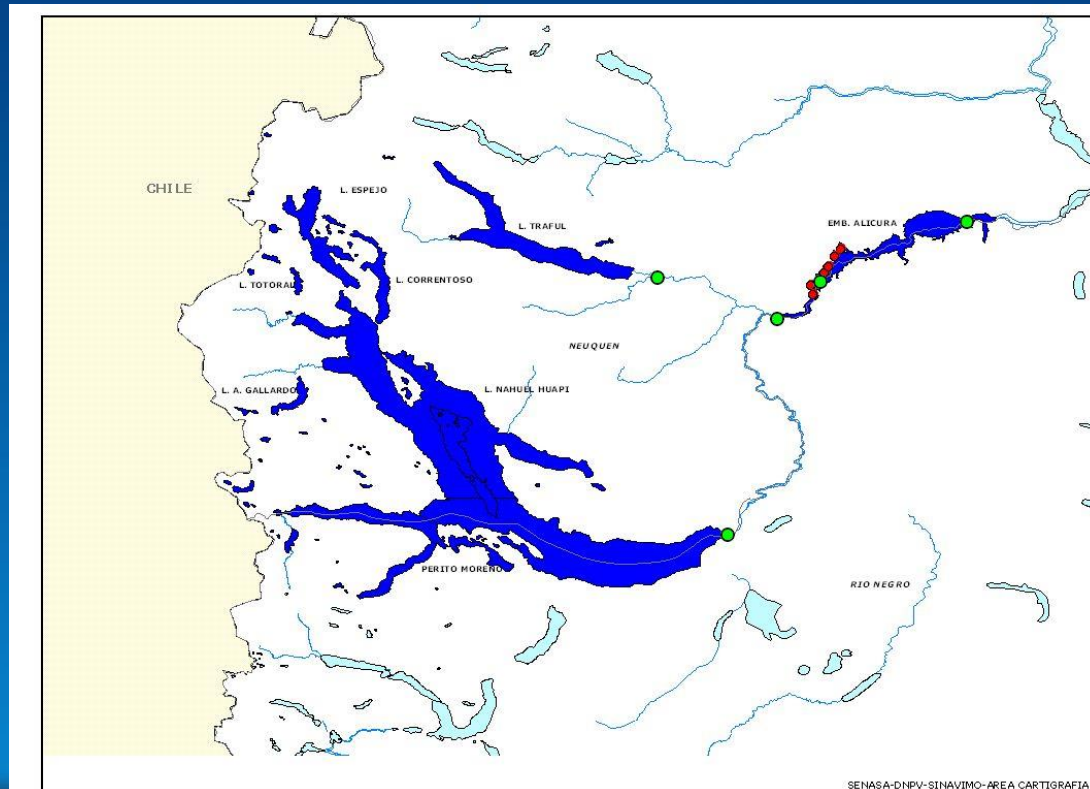 CHILE
L. ESPEJO
L. TRAFUL
EMB. ALICURA
L. TOTORAL
L. CORRENTOSO
NEUQUEN
L. A. GALLARDO
L. NAHUEL HUAPI
PERITO MORENO
RIO NEGRO
SENASA-DNPV-SINAVIMO-AREA CARTIGRAFIA